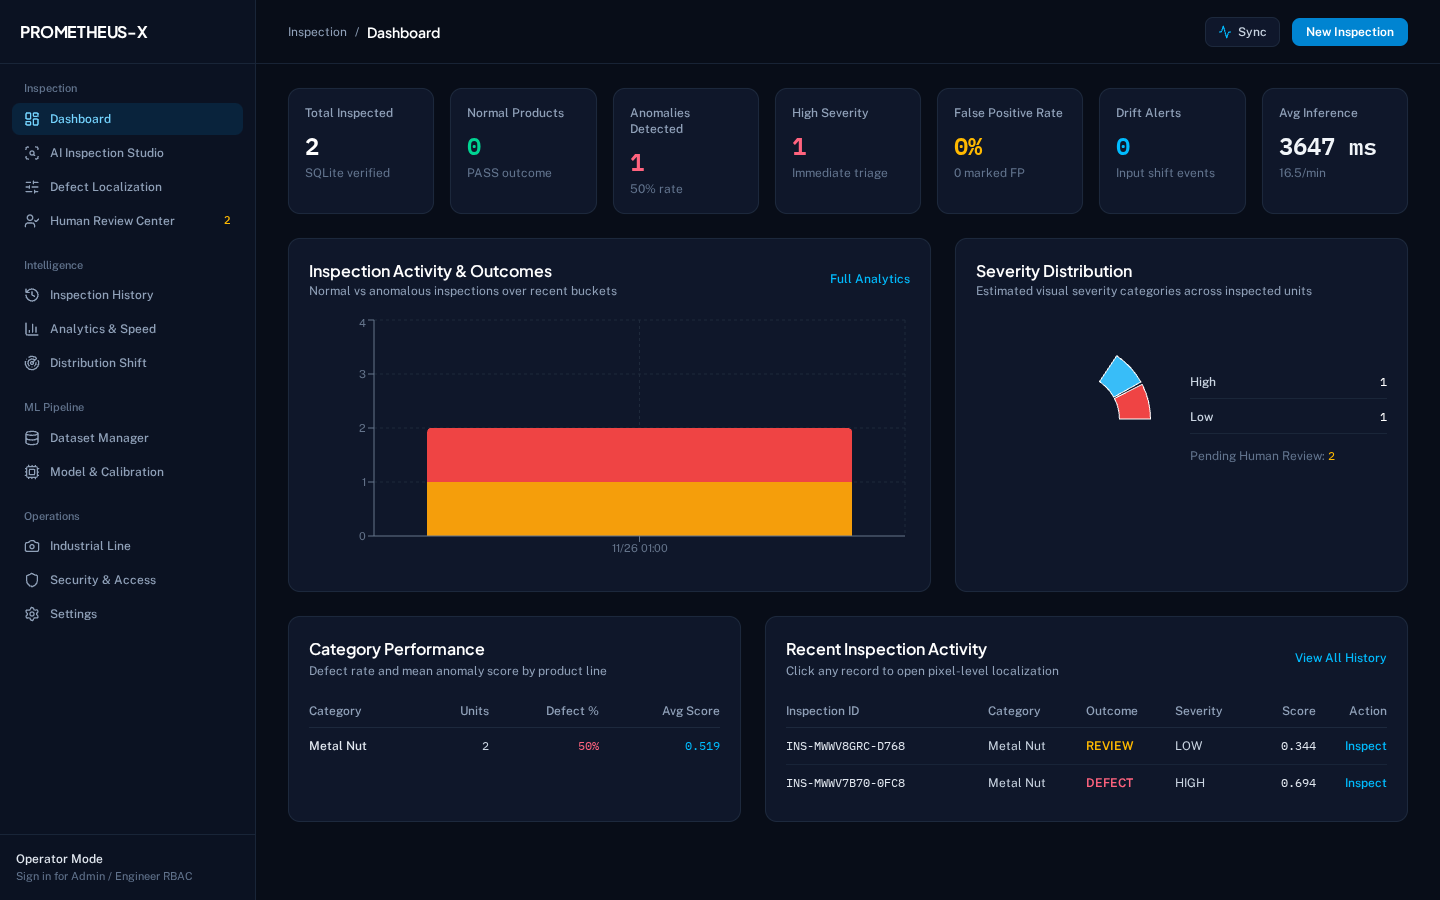 PROMETHEUS-X
Inspection
Dashboard
AI Inspection Studio
Defect Localization
Human Review Center 2
Intelligence
Inspection History
Analytics & Speed
Distribution Shift
ML Pipeline
Dataset Manager
Model & Calibration
Operations
Industrial Line
Security & Access
Settings
Operator Mode
Sign in for Admin / Engineer RBAC
Inspection / Dashboard
Sync
New Inspection
Total Inspected
2
SQLite verified
Normal Products
0
PASS outcome
Anomalies
Detected
1
50% rate
High Severity
1
Immediate triage
False Positive Rate
0%
0 marked FP
Drift Alerts
0
Input shift events
Avg Inference
3647 ms
16.5/min
Inspection Activity & Outcomes
Normal vs anomalous inspections over recent buckets
Full Analytics
4
3
2
1
0
11/26 01:00
Severity Distribution
Estimated visual severity categories across inspected units
High 1
Low 1
Pending Human Review: 2
Category Performance
Defect rate and mean anomaly score by product line
Category Units Defect % Avg Score
Metal Nut 2 50% 0.519
Recent Inspection Activity
Click any record to open pixel-level localization
View All History
Inspection ID Category Outcome Severity Score Action
INS-MWWV8GRC-D768 Metal Nut REVIEW LOW 0.344 Inspect
INS-MWWV7B70-0FC8 Metal Nut DEFECT HIGH 0.694 Inspect